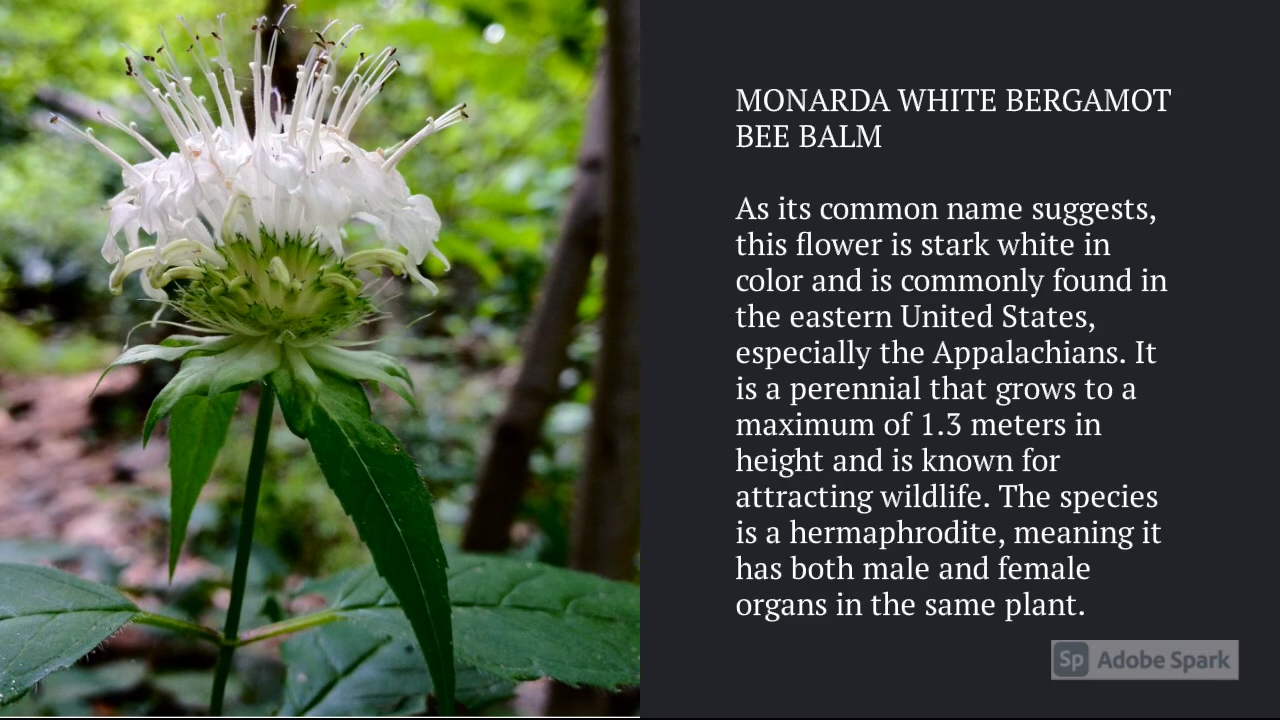 MONARDA WHITE BERGAMOT
BEE BALM
As its common name suggests,
this flower is stark white in
color and is commonly found in
the eastern United States,
especially the Appalachians. It
is a perennial that grows to a
maximum of 1.3 meters in
height and is known for
attracting wildlife. The species
is a hermaphrodite, meaning it
has both male and female
organs in the same plant.
Sp Adobe Spark